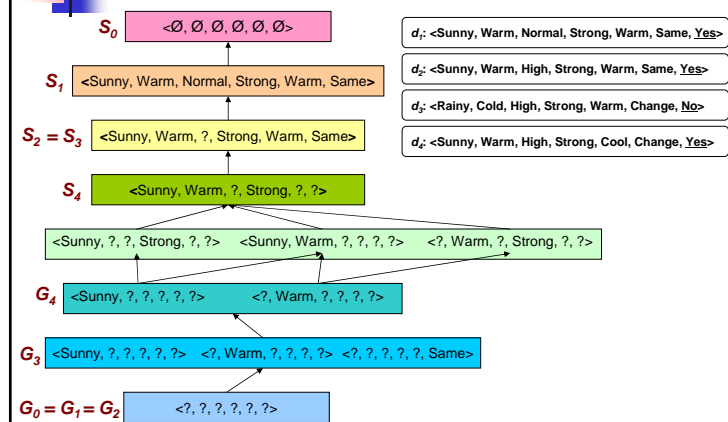 S0
<Ø, Ø, Ø, Ø, Ø, Ø>
d1: <Sunny, Warm, Normal, Strong, Warm, Same, Yes>
S1
<Sunny, Warm, Normal, Strong, Warm, Same>
d2: <Sunny, Warm, High, Strong, Warm, Same, Yes>
d3: <Rainy, Cold, High, Strong, Warm, Change, No>
S2 = S3
<Sunny, Warm, ?, Strong, Warm, Same>
d4: <Sunny, Warm, High, Strong, Cool, Change, Yes>
S4
<Sunny, Warm, ?, Strong, ?, ?>
<Sunny, ?, ?, Strong, ?, ?> <Sunny, Warm, ?, ?, ?, ?> <?, Warm, ?, Strong, ?, ?>
G4
<Sunny, ?, ?, ?, ?, ?> <?, Warm, ?, ?, ?, ?>
G3
<Sunny, ?, ?, ?, ?, ?> <?, Warm, ?, ?, ?, ?> <?, ?, ?, ?, ?, Same>
G0 = G1 = G2
<?, ?, ?, ?, ?, ?>